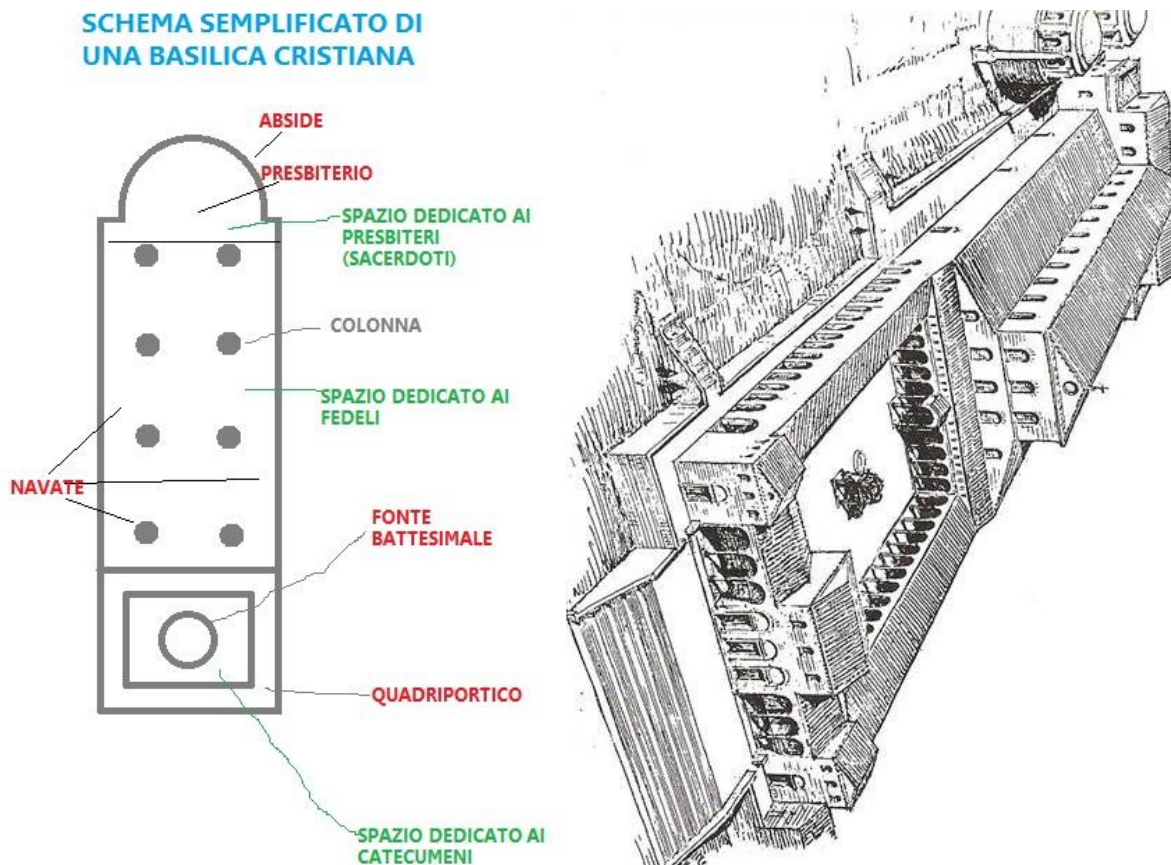 SCHEMA SEMPLIFICATO DI
UNA BASILICA CRISTIANA
ABSIDE
PRESBITERIO
SPAZIO DEDICATO AI
PRESBITERI
(SACERDOTI)
COLONNA
SPAZIO DEDICATO AI
FEDELI
NAVATE
FONTE
BATTESIMALE
QUADRIPORTICO
SPAZIO DEDICATO AI
CATECUMENI